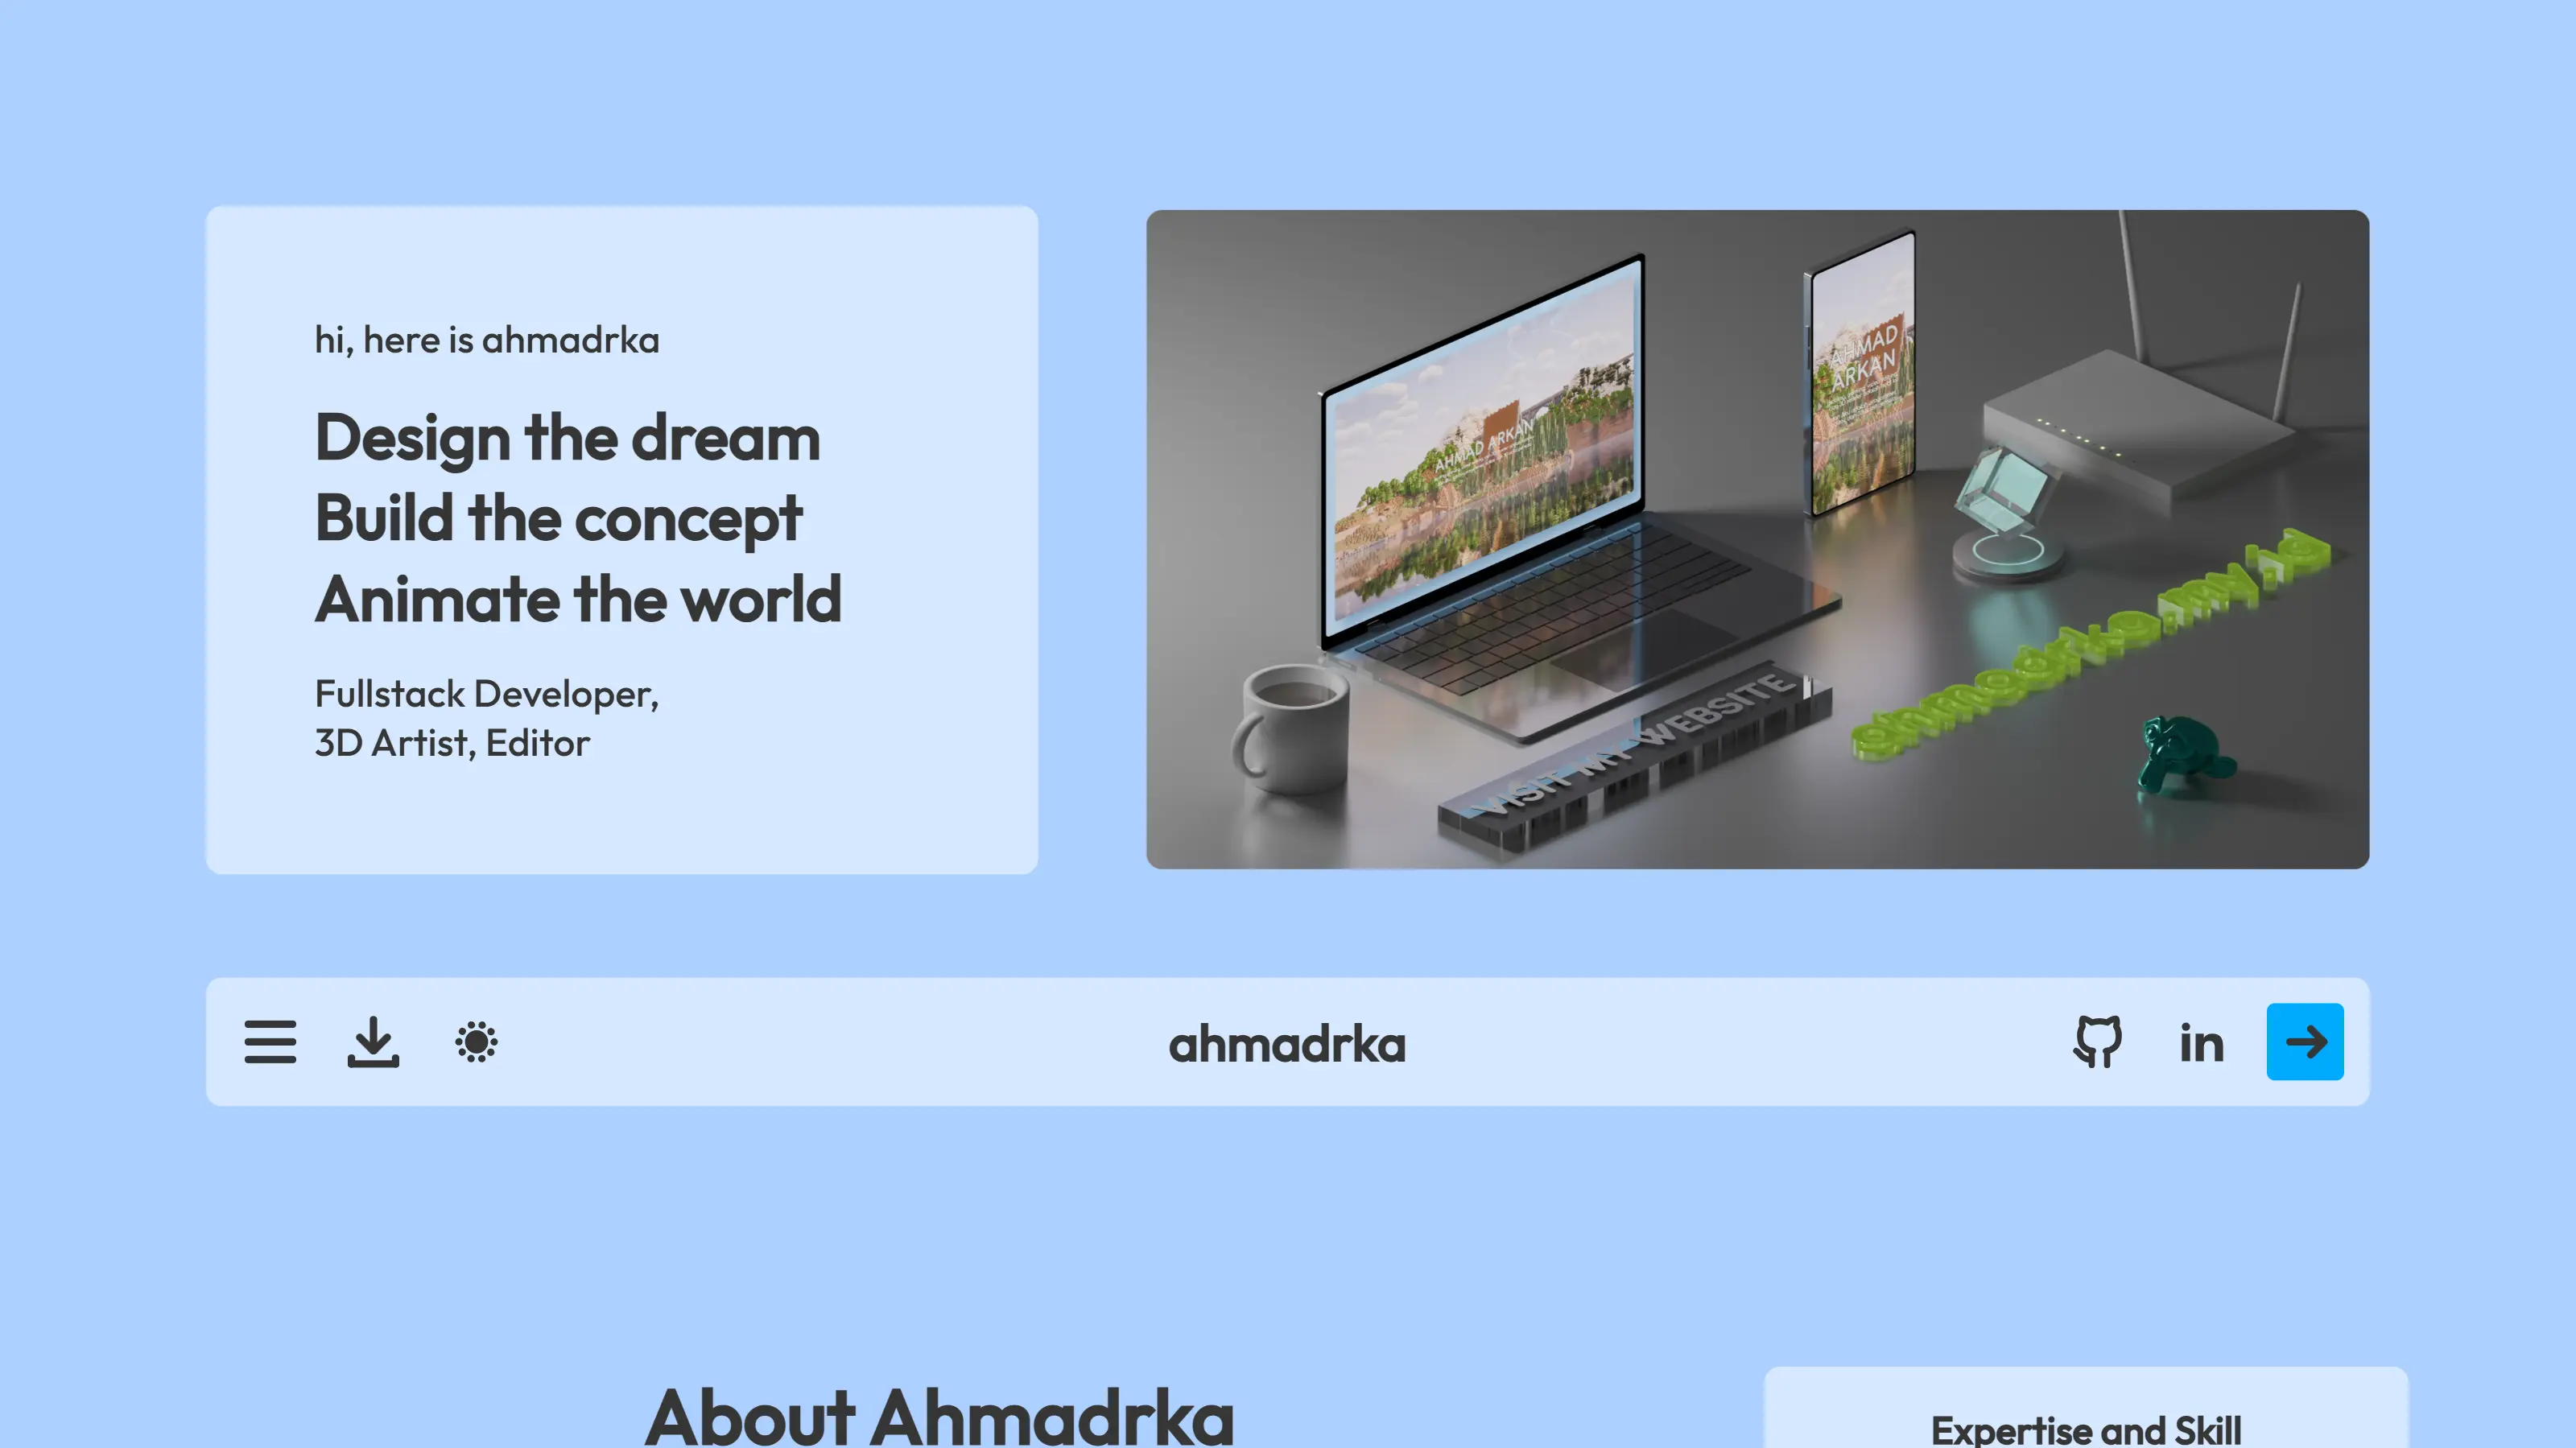 hi, here is ahmadrka
Design the dream
Build the concept
Animate the world
Fullstack Developer,
3D Artist, Editor
AHMAD ARKAN
AHMAD
ARKAN
VISIT MY WEBSITE
ahmadrka.my.id
ahmadrka
in
About Ahmadrka
Expertise and Skill